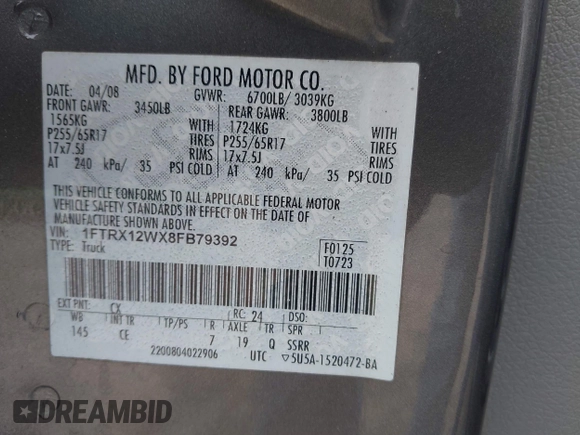 MFD. BY FORD MOTOR CO.
DATE: 04/08 GVWR: 6700LB/ 3039KG
FRONT GAWR: 3450LB REAR GAWR: 3800LB
1565KG WITH 1724KG WITH
P255/65R17 TIRES P255/65R17 TIRES
17x7.5J RIMS 17x7.5J RIMS
AT 240 kPa/ 35 PSI COLD AT 240 kPa/ 35 PSI COLD
THIS VEHICLE CONFORMS TO ALL APPLICABLE FEDERAL MOTOR
VEHICLE SAFETY STANDARDS IN EFFECT ON THE DATE OF
MANUFACTURE SHOWN ABOVE.
VIN: 1FTRX12WX8FB79392
TYPE: Truck
F0125
T0723
EXT PNT: CX RC: 24 DSO:
WB INT TR TP/PS R AXLE TR SPR
145 CE 7 19 Q SSRR
2200804022906 UTC ▽5U5A-1520472-BA
DREAMBID